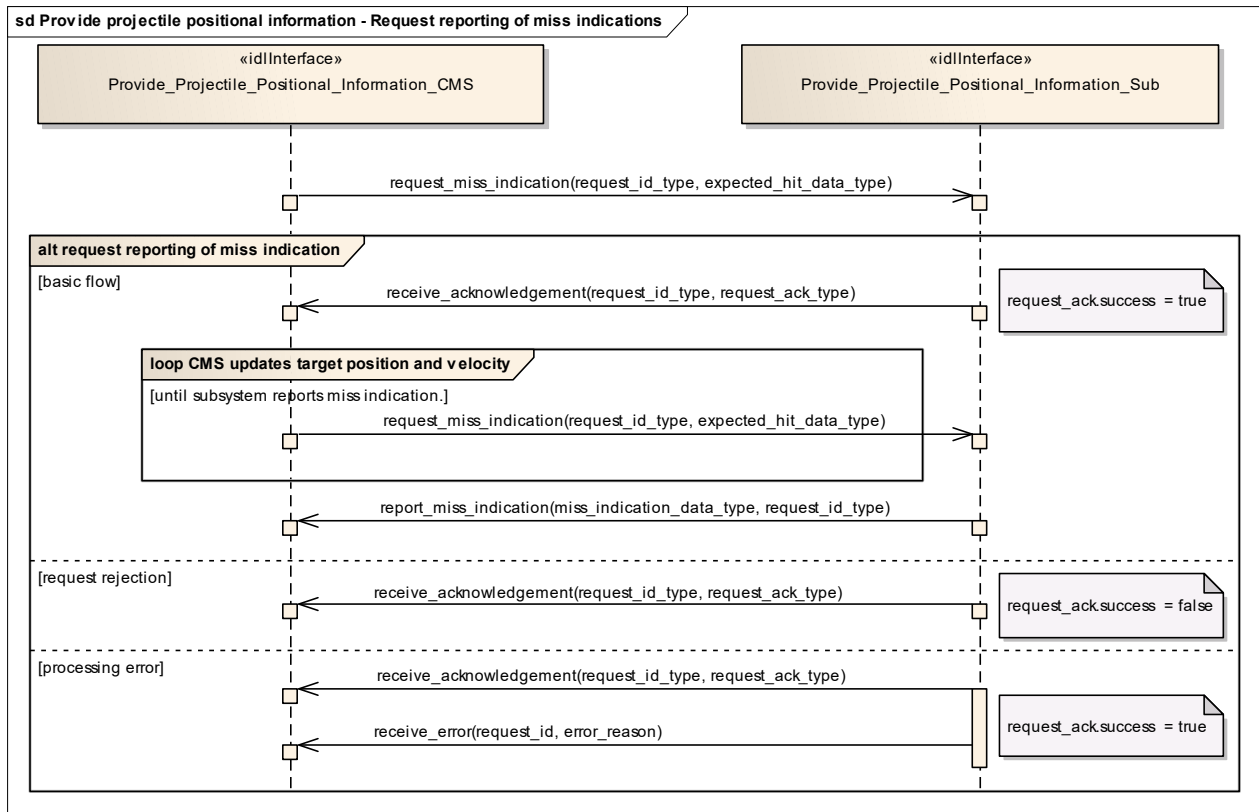 sd Provide projectile positional information - Request reporting of miss indications
«idlInterface»
Provide_Projectile_Positional_Information_CMS
«idlInterface»
Provide_Projectile_Positional_Information_Sub
request_miss_indication(request_id_type, expected_hit_data_type)
alt request reporting of miss indication
[basic flow]
receive_acknowledgement(request_id_type, request_ack_type)
request_ack.success = true
loop CMS updates target position and velocity
[until subsystem reports miss indication.]
request_miss_indication(request_id_type, expected_hit_data_type)
report_miss_indication(miss_indication_data_type, request_id_type)
[request rejection]
receive_acknowledgement(request_id_type, request_ack_type)
request_ack.success = false
[processing error]
receive_acknowledgement(request_id_type, request_ack_type)
request_ack.success = true
receive_error(request_id, error_reason)